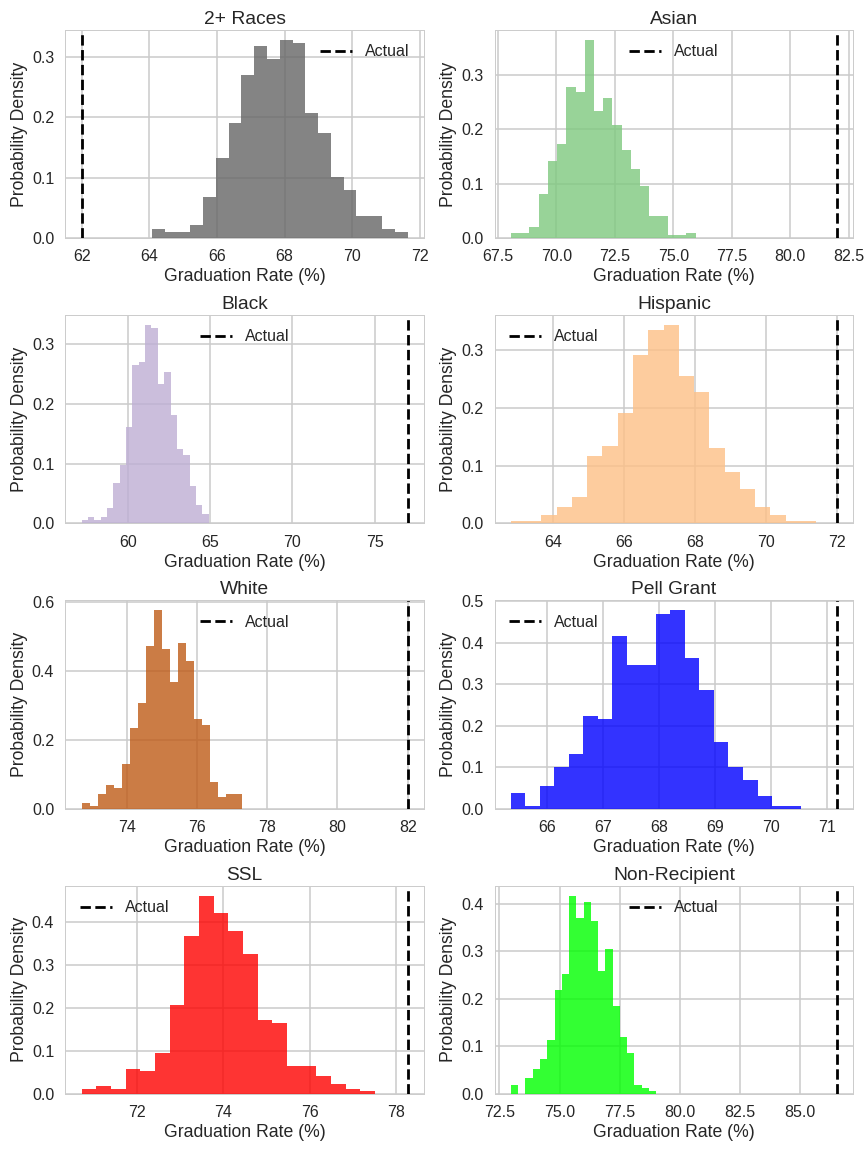 2+ Races
Probability Density
0.3
0.2
0.1
0.0
Actual
62 64 66 68 70 72
Graduation Rate (%)
Asian
Probability Density
0.3
0.2
0.1
0.0
Actual
67.5 70.0 72.5 75.0 77.5 80.0 82.5
Graduation Rate (%)
Black
Probability Density
0.3
0.2
0.1
0.0
Actual
60 65 70 75
Graduation Rate (%)
Hispanic
Probability Density
0.3
0.2
0.1
0.0
Actual
64 66 68 70 72
Graduation Rate (%)
White
Probability Density
0.6
0.4
0.2
0.0
Actual
74 76 78 80 82
Graduation Rate (%)
Pell Grant
Probability Density
0.5
0.4
0.3
0.2
0.1
0.0
Actual
66 67 68 69 70 71
Graduation Rate (%)
SSL
Probability Density
0.4
0.3
0.2
0.1
0.0
Actual
72 74 76 78
Graduation Rate (%)
Non-Recipient
Probability Density
0.4
0.3
0.2
0.1
0.0
Actual
72.5 75.0 77.5 80.0 82.5 85.0
Graduation Rate (%)